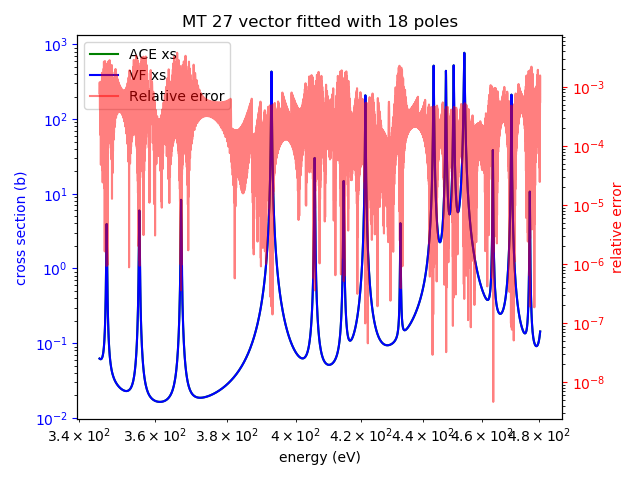 MT 27 vector fitted with 18 poles
ACE xs
VF xs
Relative error
cross section (b)
10³
10²
10¹
10⁰
10⁻¹
10⁻²
relative error
10⁻³
10⁻⁴
10⁻⁵
10⁻⁶
10⁻⁷
10⁻⁸
3.4 × 10² 3.6 × 10² 3.8 × 10² 4 × 10² 4.2 × 10² 4.4 × 10² 4.6 × 10² 4.8 × 10²
energy (eV)